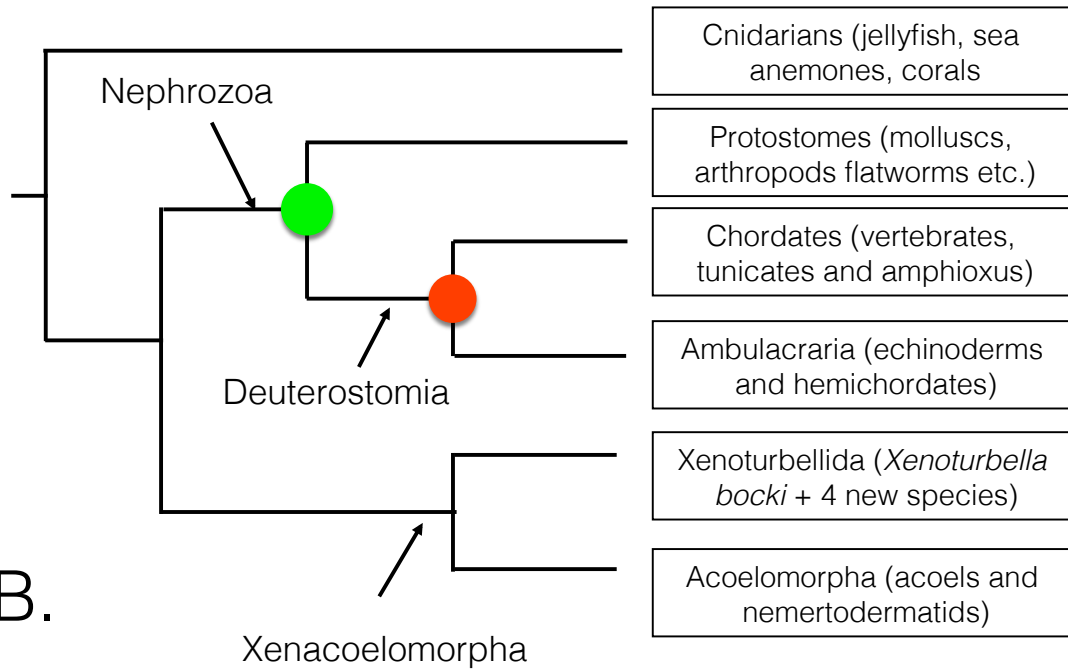 Cnidarians (jellyfish, sea
anemones, corals
Nephrozoa
Protostomes (molluscs,
arthropods flatworms etc.)
Chordates (vertebrates,
tunicates and amphioxus)
Ambulacraria (echinoderms
and hemichordates)
Deuterostomia
Xenoturbellida (Xenoturbella
bocki + 4 new species)
Acoelomorpha (acoels and
nemertodermatids)
B.
Xenacoelomorpha